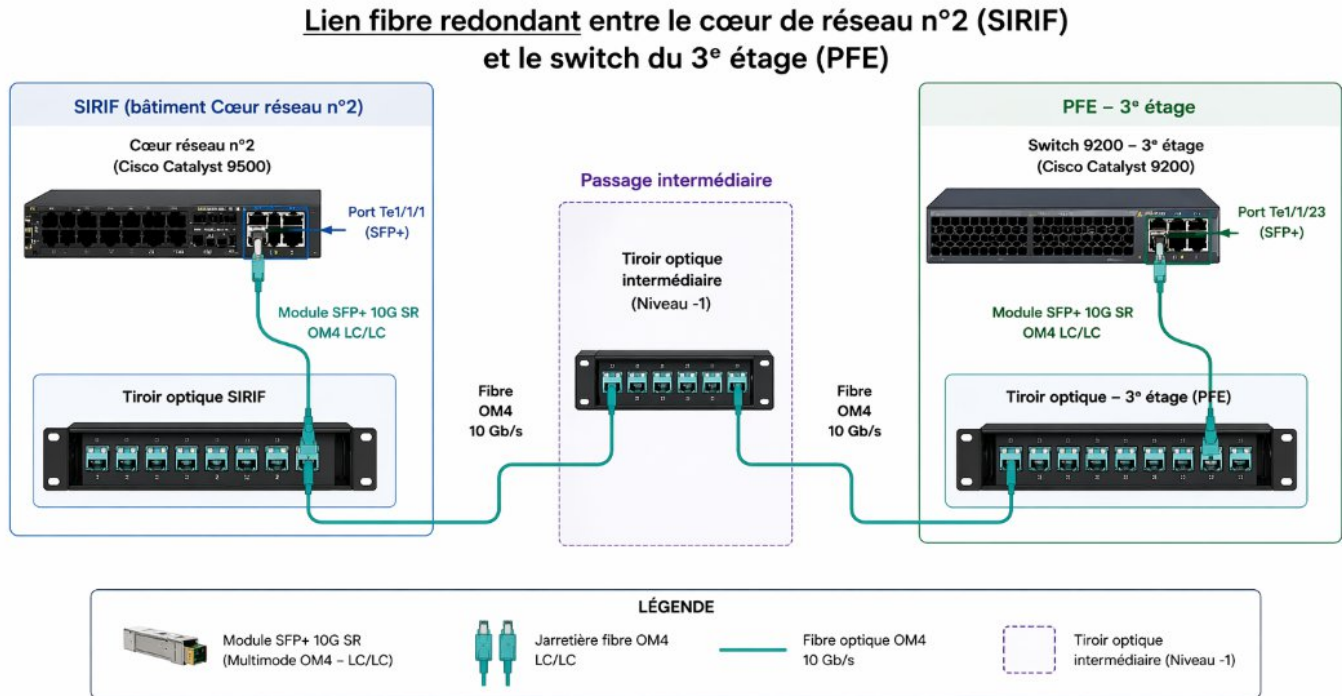 Lien fibre redondant entre le cœur de réseau n°2 (SIRIF)
et le switch du 3ᵉ étage (PFE)
SIRIF (bâtiment Cœur réseau n°2)
Cœur réseau n°2
(Cisco Catalyst 9500)
Port Te1/1/1
(SFP+)
Module SFP+ 10G SR
OM4 LC/LC
Tiroir optique SIRIF
Fibre
OM4
10 Gb/s
Passage intermédiaire
Tiroir optique
intermédiaire
(Niveau -1)
Fibre
OM4
10 Gb/s
PFE – 3ᵉ étage
Switch 9200 – 3ᵉ étage
(Cisco Catalyst 9200)
Port Te1/1/23
(SFP+)
Module SFP+ 10G SR
OM4 LC/LC
Tiroir optique – 3ᵉ étage (PFE)
LÉGENDE
Module SFP+ 10G SR
(Multimode OM4 – LC/LC)
Jarretière fibre OM4
LC/LC
Fibre optique OM4
10 Gb/s
Tiroir optique
intermédiaire (Niveau -1)